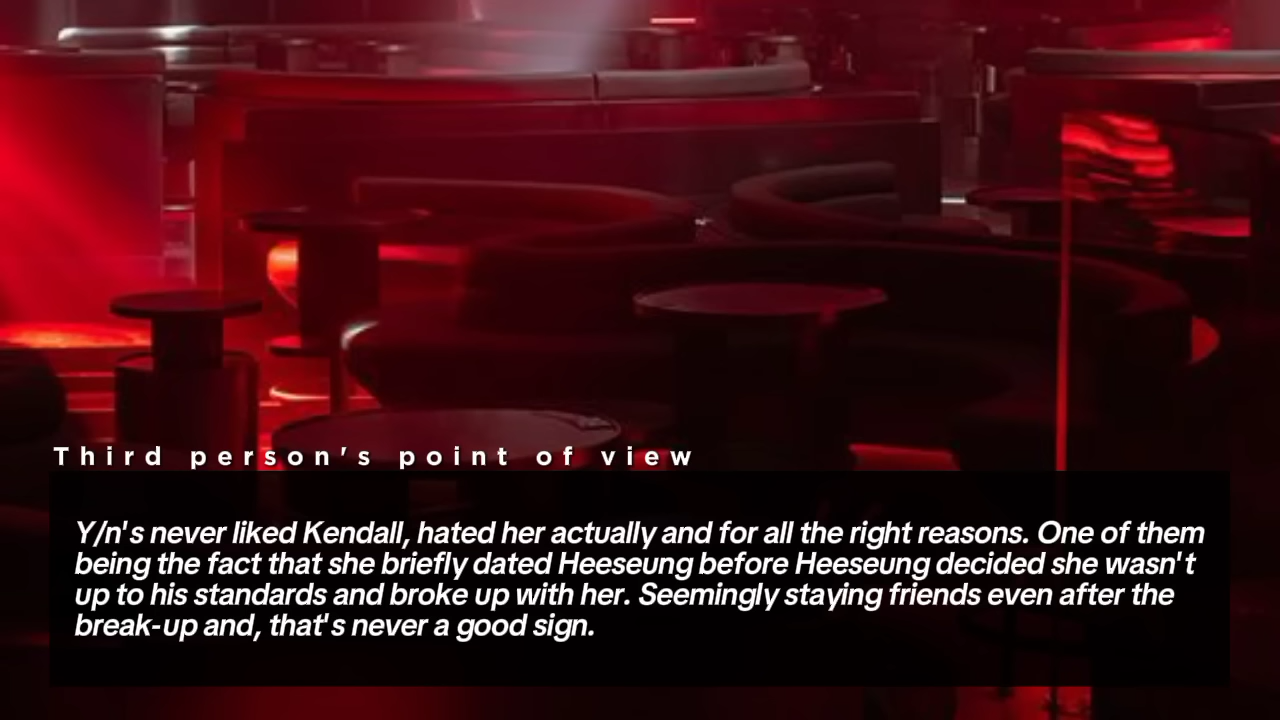 Third person's point of view
Y/n's never liked Kendall, hated her actually and for all the right reasons. One of them
being the fact that she briefly dated Heeseung before Heeseung decided she wasn't
up to his standards and broke up with her. Seemingly staying friends even after the
break-up and, that's never a good sign.